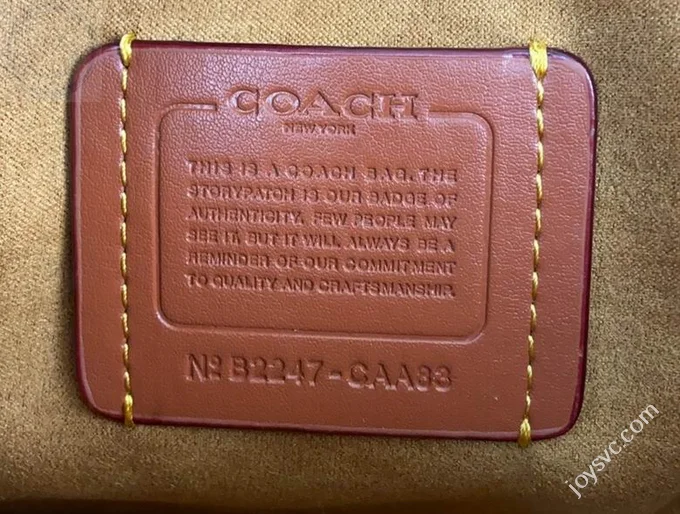 COACH
NEW YORK
THIS IS A COACH BAG. THE
STORYPATCH IS OUR BADGE OF
AUTHENTICITY. FEW PEOPLE MAY
SEE IT, BUT IT WILL ALWAYS BE A
REMINDER OF OUR COMMITMENT
TO QUALITY AND CRAFTSMANSHIP.
Nº B2247-CAA33
joysvc.com